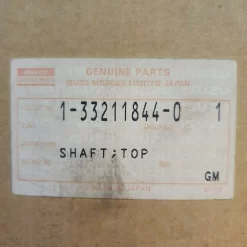 GENUINE PARTS
ISUZU MOTORS LIMITED JAPAN
1-33211844-0 1
SHAFT;TOP
GM